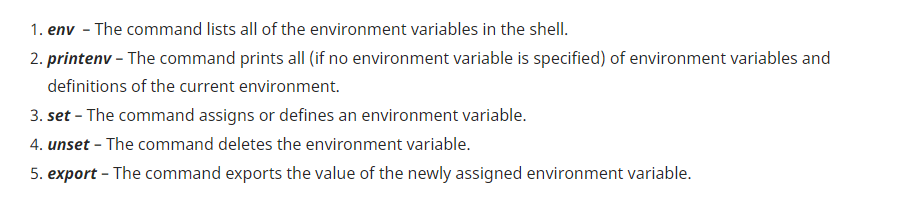 1. env – The command lists all of the environment variables in the shell.
2. printenv – The command prints all (if no environment variable is specified) of environment variables and
definitions of the current environment.
3. set – The command assigns or defines an environment variable.
4. unset – The command deletes the environment variable.
5. export – The command exports the value of the newly assigned environment variable.